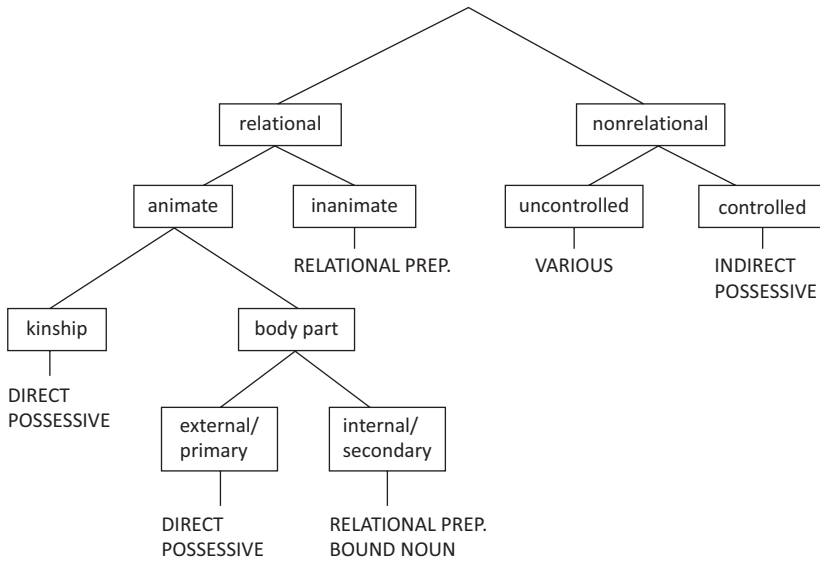 relational
nonrelational
animate
inanimate
uncontrolled
controlled
RELATIONAL PREP.
VARIOUS
INDIRECT
POSSESSIVE
kinship
body part
DIRECT
POSSESSIVE
external/
primary
internal/
secondary
DIRECT
POSSESSIVE
RELATIONAL PREP.
BOUND NOUN